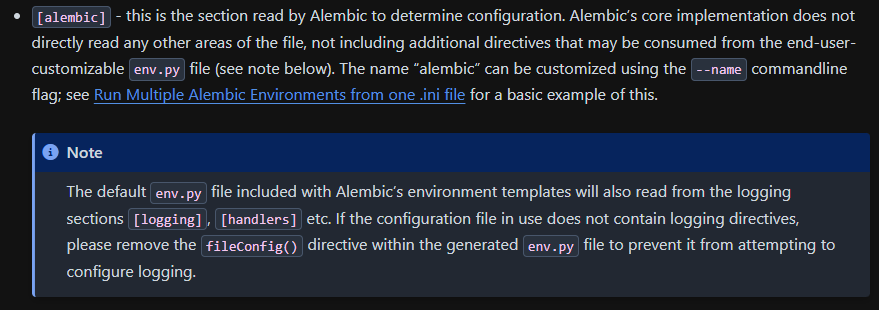 [alembic] - this is the section read by Alembic to determine configuration. Alembic’s core implementation does not
directly read any other areas of the file, not including additional directives that may be consumed from the end-user-
customizable env.py file (see note below). The name “alembic” can be customized using the --name commandline
flag; see Run Multiple Alembic Environments from one .ini file for a basic example of this.
Note
The default env.py file included with Alembic’s environment templates will also read from the logging
sections [logging], [handlers] etc. If the configuration file in use does not contain logging directives,
please remove the fileConfig() directive within the generated env.py file to prevent it from attempting to
configure logging.